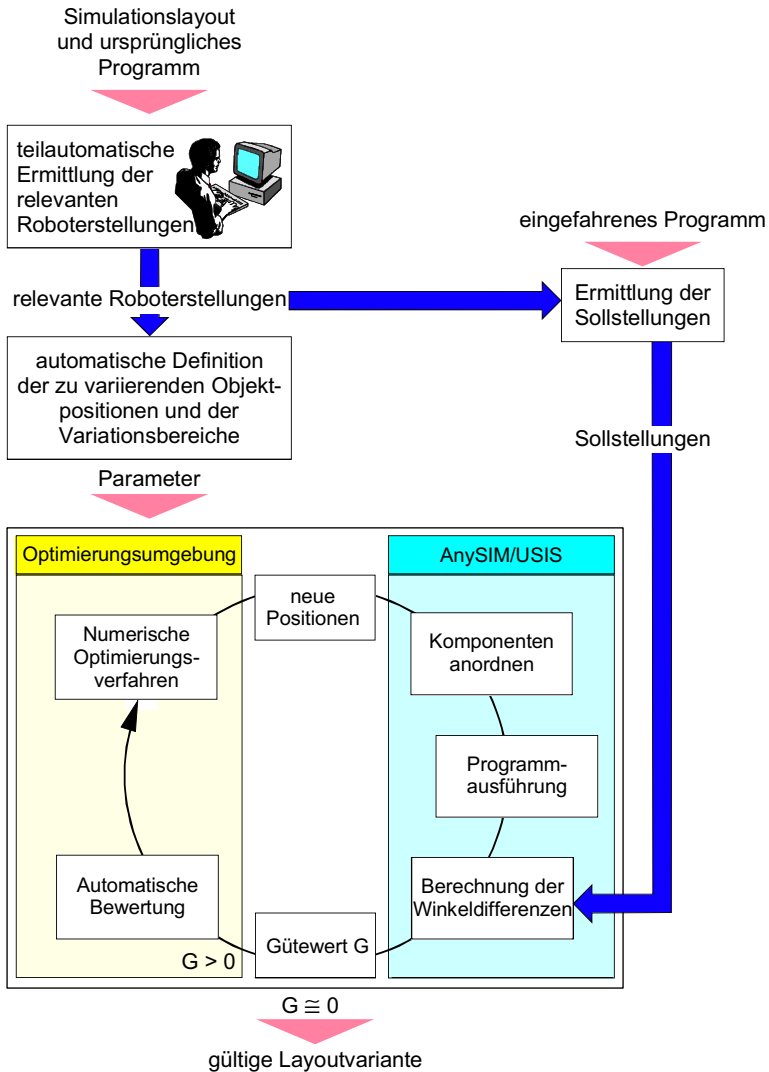 Simulationslayout
und ursprüngliches
Programm
teilautomatische
Ermittlung der
relevanten
Roboterstellungen
eingefahrenes Programm
relevante Roboterstellungen
Ermittlung der
Sollstellungen
automatische Definition
der zu variierenden Objekt-
positionen und der
Variationsbereiche
Sollstellungen
Parameter
Optimierungsumgebung
AnySIM/USIS
neue
Positionen
Numerische
Optimierungs-
verfahren
Komponenten
anordnen
Programm-
ausführung
Automatische
Bewertung
Berechnung der
Winkeldifferenzen
Gütewert G
G > 0
G ≅ 0
gültige Layoutvariante